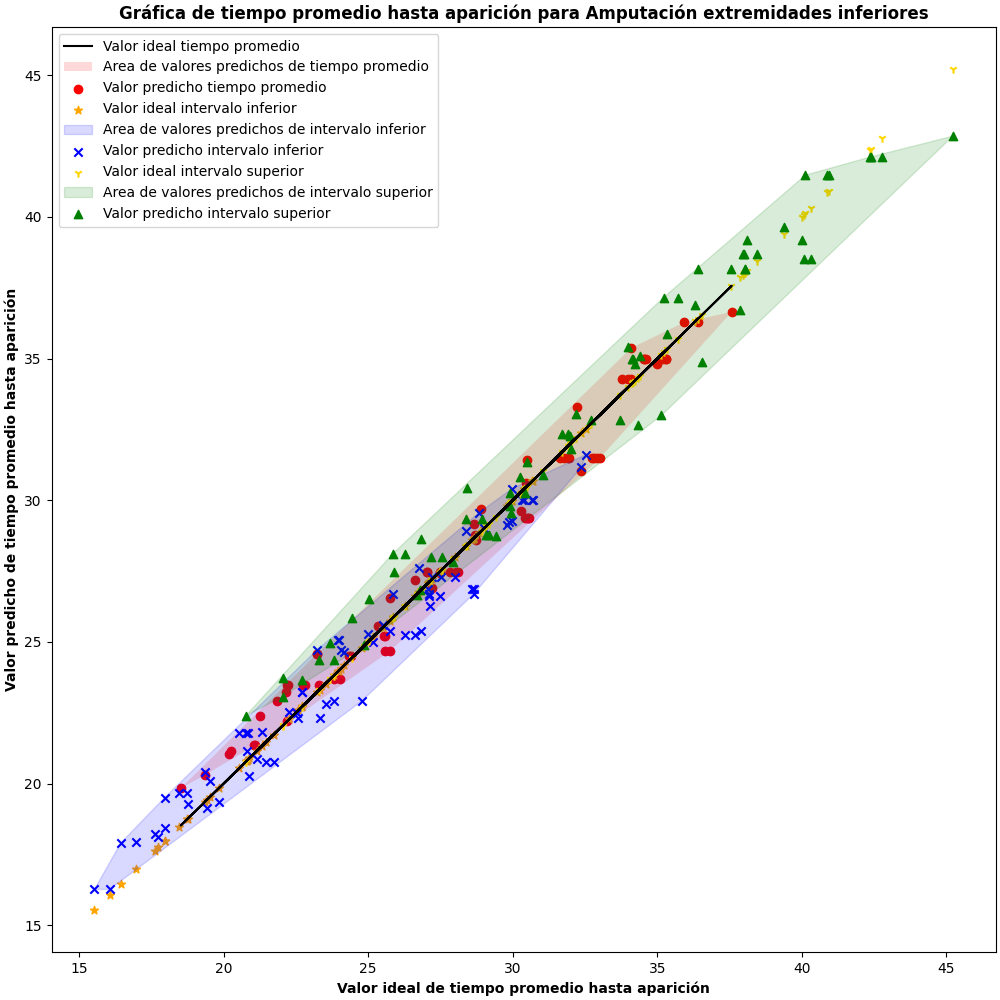 Gráfica de tiempo promedio hasta aparición para Amputación extremidades inferiores
Valor ideal tiempo promedio
Area de valores predichos de tiempo promedio
Valor predicho tiempo promedio
Valor ideal intervalo inferior
Area de valores predichos de intervalo inferior
Valor predicho intervalo inferior
Valor ideal intervalo superior
Area de valores predichos de intervalo superior
Valor predicho intervalo superior
Valor predicho de tiempo promedio hasta aparición
45
40
35
30
25
20
15
15 20 25 30 35 40 45
Valor ideal de tiempo promedio hasta aparición